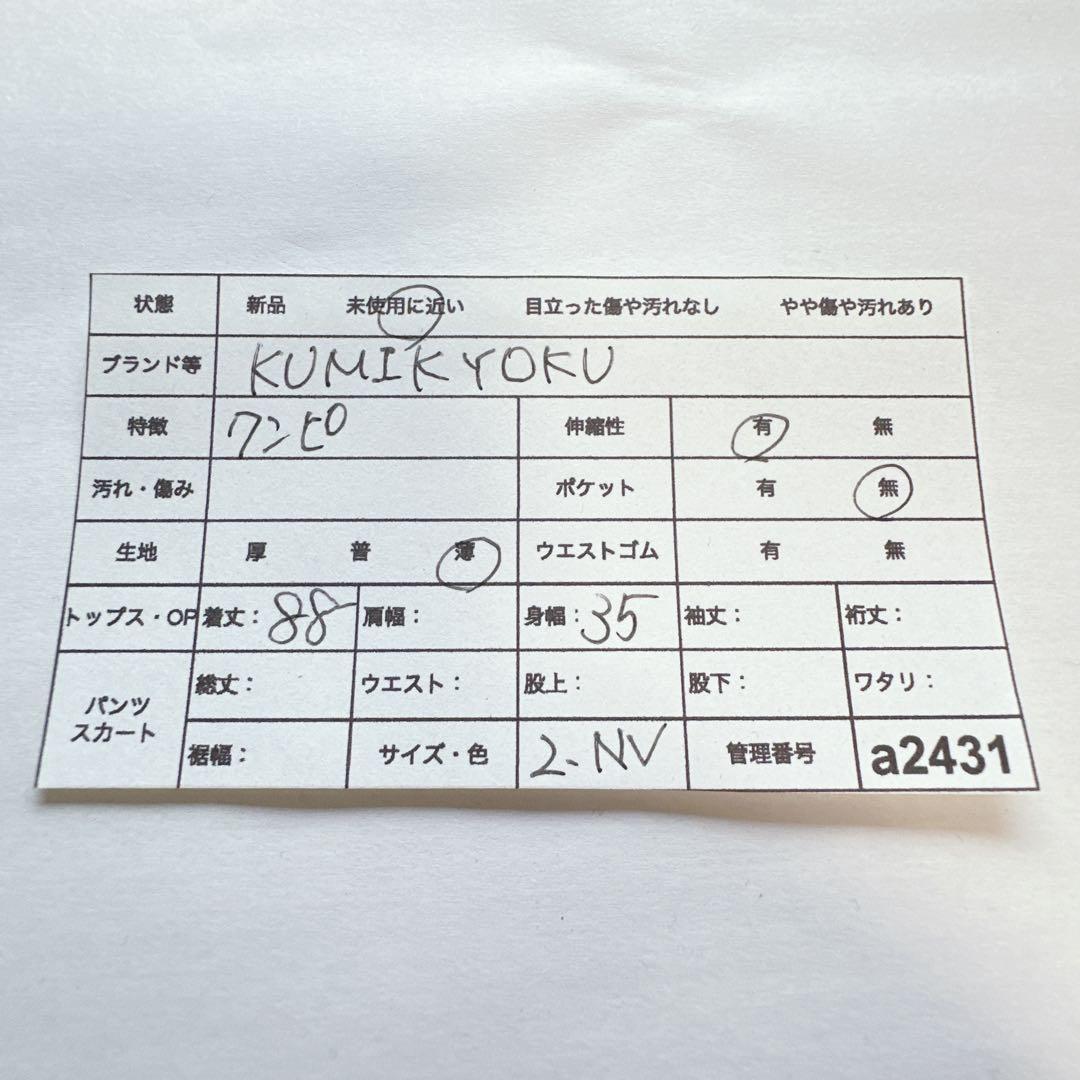 状態 新品 未使用に近い 目立った傷や汚れなし やや傷や汚れあり
ブランド等 KUMIKYOKU
特徴 ワンピ 伸縮性 有 無
汚れ・傷み ポケット 有 無
生地 厚 普 薄 ウエストゴム 有 無
トップス・OP 着丈: 88 肩幅: 身幅: 35 袖丈: 裄丈:
パンツ スカート 総丈: ウエスト: 股上: 股下: ワタリ:
裾幅: サイズ・色 2-NV 管理番号 a2431